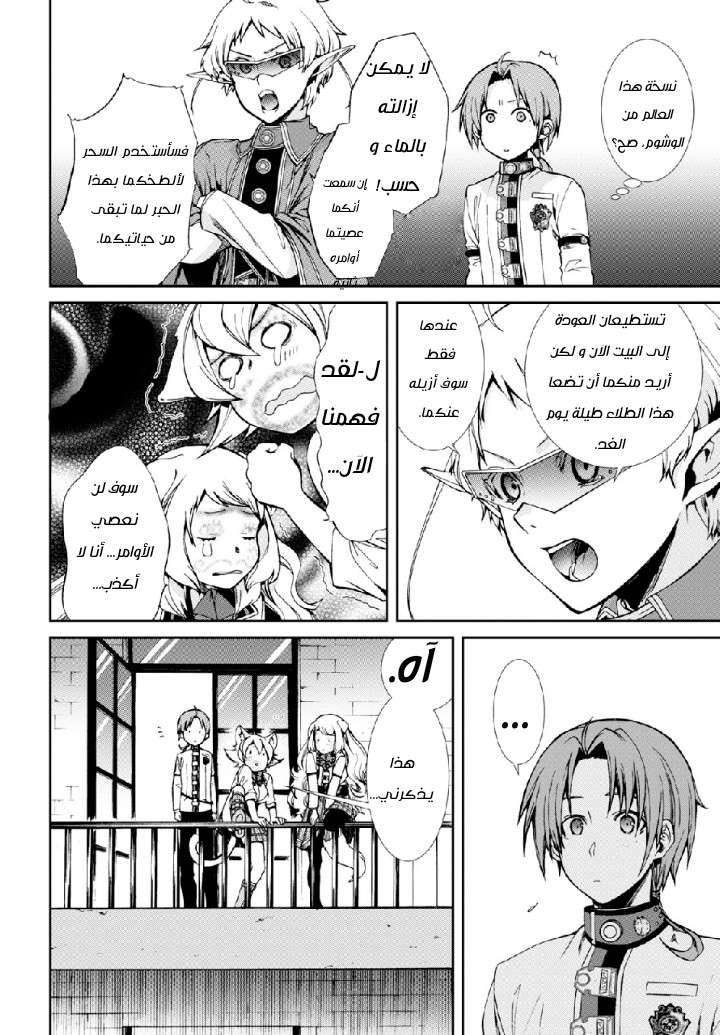 نسخة هذا
العالم من
الوشوم، صح؟
لا يمكن
إزالته
بالماء و
حسب!
إن سمعت
أنكما
عصيتما
أوامره
ثانية
فسأستخدم السحر
لألطخكما بهذا
الحبر لما تبقى
من حياتيكما.
تستطيعان العودة
إلى البيت الآن و لكن
أريد منكما أن تضعا
هذا الطلاء طيلة يوم
الغد.
عندها
فقط
سوف أزيله
عنكما.
ل-لقد
فهمنا
الآن...
سوف لن
نعصي
الأوامر... أنا لا
أكذب...
...
آه.
هذا
يذكرني...